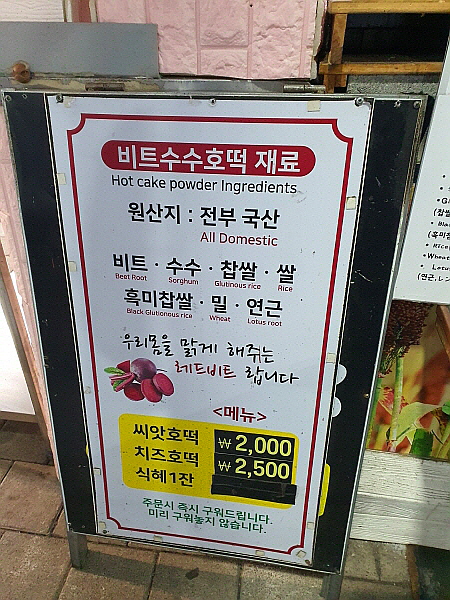 비트수수호떡 재료
Hot cake powder Ingredients
원산지 : 전부 국산
All Domestic
비트 · 수수 · 찹쌀 · 쌀
Beet Root Sorghum Glutinous rice Rice
흑미찹쌀 · 밀 · 연근
Black Glutionous rice Wheat Lotus root
우리몸을 맑게 해주는
레드비트 랍니다
<메뉴>
씨앗호떡 ₩ 2,000
치즈호떡 ₩ 2,500
식혜1잔
주문시 즉시 구워드립니다.
미리 구워놓지 않습니다.